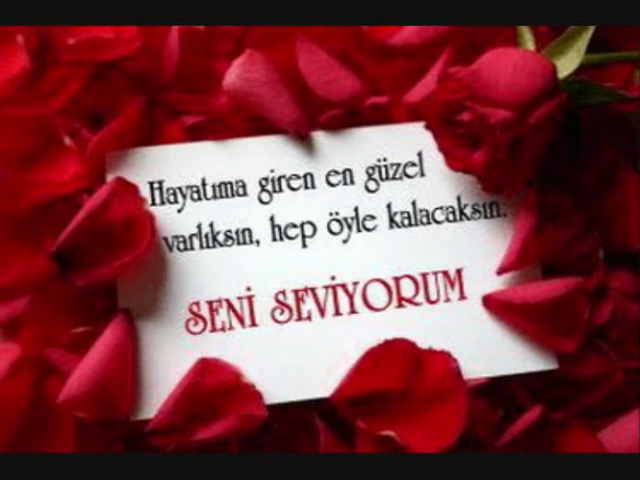 Hayatıma giren en güzel
varlıksın, hep öyle kalacaksın.
SENİ SEVİYORUM